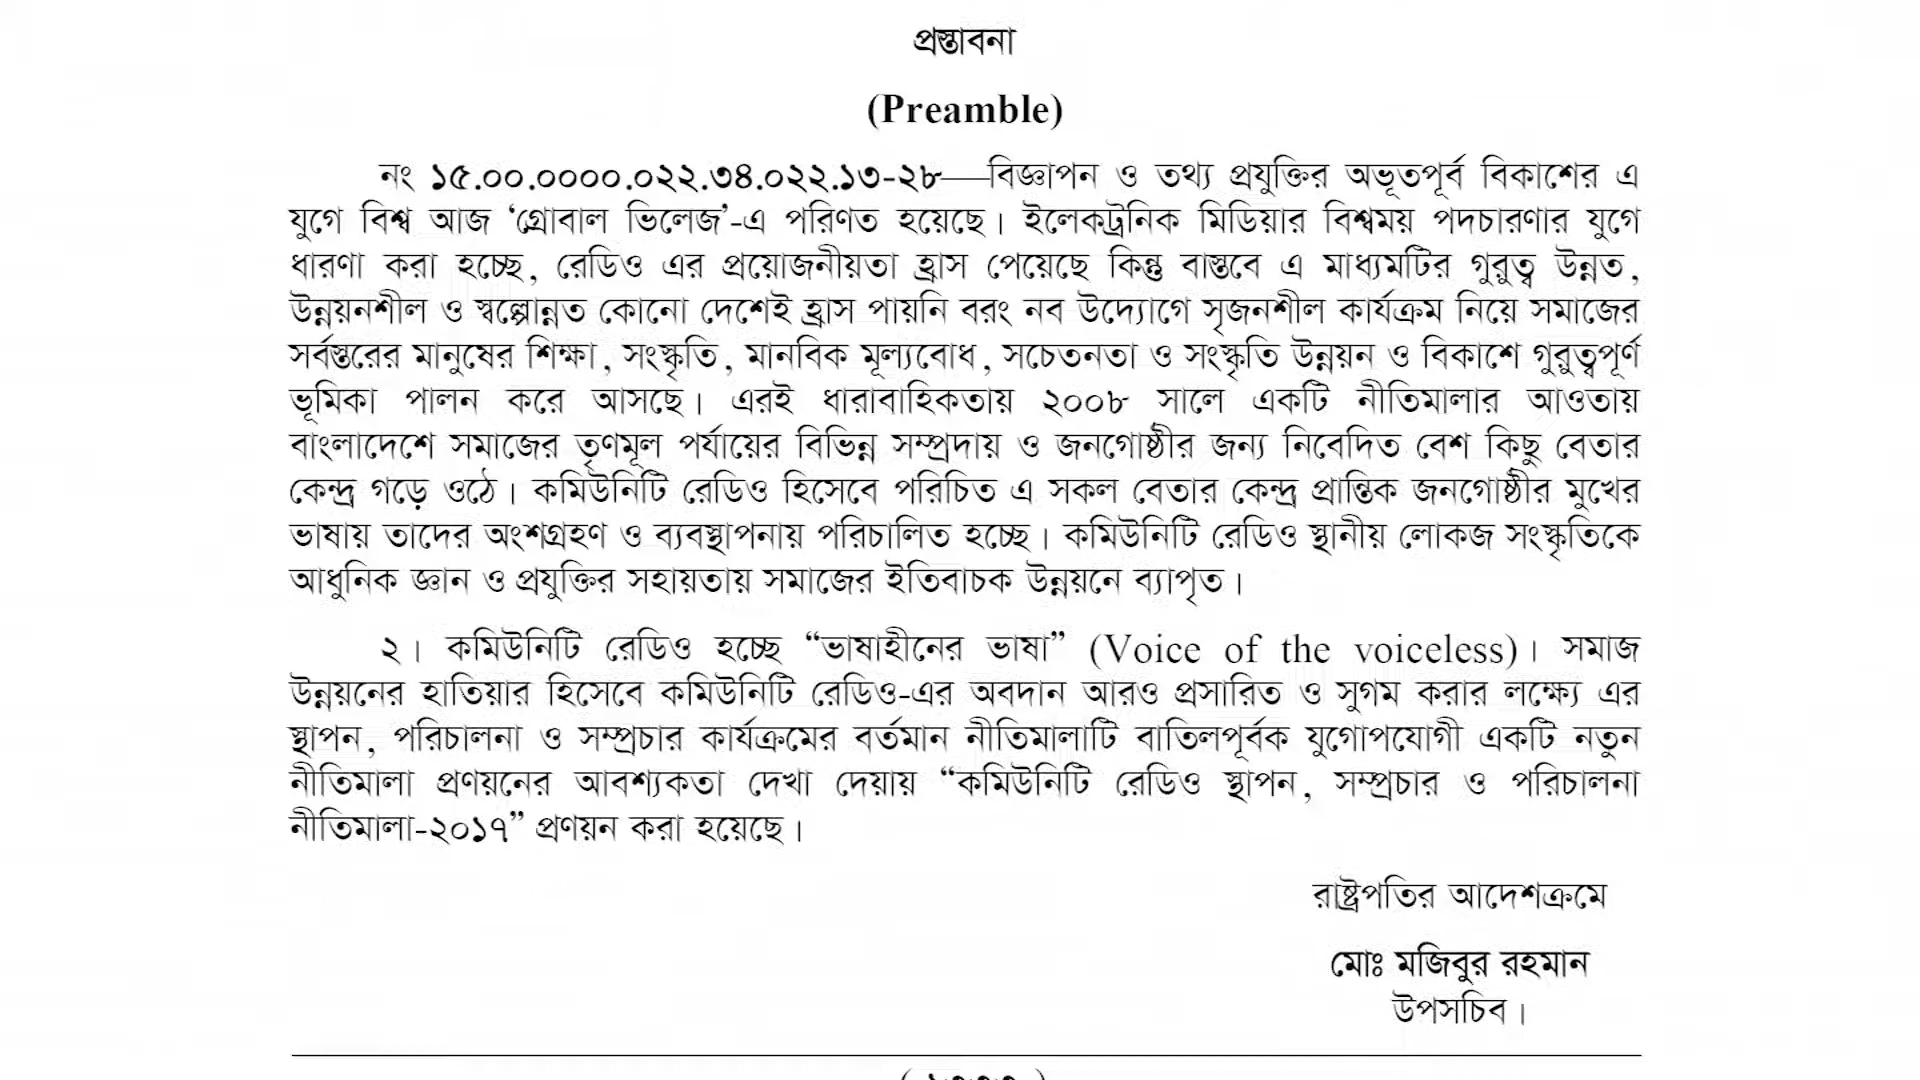 প্রস্তাবনা
(Preamble)
নং ১৫.০০.০০০০.০২২.৩৪.০২২.১৩-২৮—বিজ্ঞাপন ও তথ্য প্রযুক্তির অভূতপূর্ব বিকাশের এ
যুগে বিশ্ব আজ ‘গ্লোবাল ভিলেজ’-এ পরিণত হয়েছে। ইলেকট্রনিক মিডিয়ার বিশ্বময় পদচারণার যুগে
ধারণা করা হচ্ছে, রেডিও এর প্রয়োজনীয়তা হ্রাস পেয়েছে কিন্তু বাস্তবে এ মাধ্যমটির গুরুত্ব উন্নত,
উন্নয়নশীল ও স্বল্পোন্নত কোনো দেশেই হ্রাস পায়নি বরং নব উদ্যোগে সৃজনশীল কার্যক্রম নিয়ে সমাজের
সর্বস্তরের মানুষের শিক্ষা, সংস্কৃতি, মানবিক মূল্যবোধ, সচেতনতা ও সংস্কৃতি উন্নয়ন ও বিকাশে গুরুত্বপূর্ণ
ভূমিকা পালন করে আসছে। এরই ধারাবাহিকতায় ২০০৮ সালে একটি নীতিমালার আওতায়
বাংলাদেশে সমাজের তৃণমূল পর্যায়ের বিভিন্ন সম্প্রদায় ও জনগোষ্ঠীর জন্য নিবেদিত বেশ কিছু বেতার
কেন্দ্র গড়ে ওঠে। কমিউনিটি রেডিও হিসেবে পরিচিত এ সকল বেতার কেন্দ্র প্রান্তিক জনগোষ্ঠীর মুখের
ভাষায় তাদের অংশগ্রহণ ও ব্যবস্থাপনায় পরিচালিত হচ্ছে। কমিউনিটি রেডিও স্থানীয় লোকজ সংস্কৃতিকে
আধুনিক জ্ঞান ও প্রযুক্তির সহায়তায় সমাজের ইতিবাচক উন্নয়নে ব্যাপৃত।
২। কমিউনিটি রেডিও হচ্ছে “ভাষাহীনের ভাষা” (Voice of the voiceless)। সমাজ
উন্নয়নের হাতিয়ার হিসেবে কমিউনিটি রেডিও-এর অবদান আরও প্রসারিত ও সুগম করার লক্ষ্যে এর
স্থাপন, পরিচালনা ও সম্প্রচার কার্যক্রমের বর্তমান নীতিমালাটি বাতিলপূর্বক যুগোপযোগী একটি নতুন
নীতিমালা প্রণয়নের আবশ্যকতা দেখা দেয়ায় “কমিউনিটি রেডিও স্থাপন, সম্প্রচার ও পরিচালনা
নীতিমালা-২০১৭” প্রণয়ন করা হয়েছে।
রাষ্ট্রপতির আদেশক্রমে
মোঃ মজিবুর রহমান
উপসচিব।